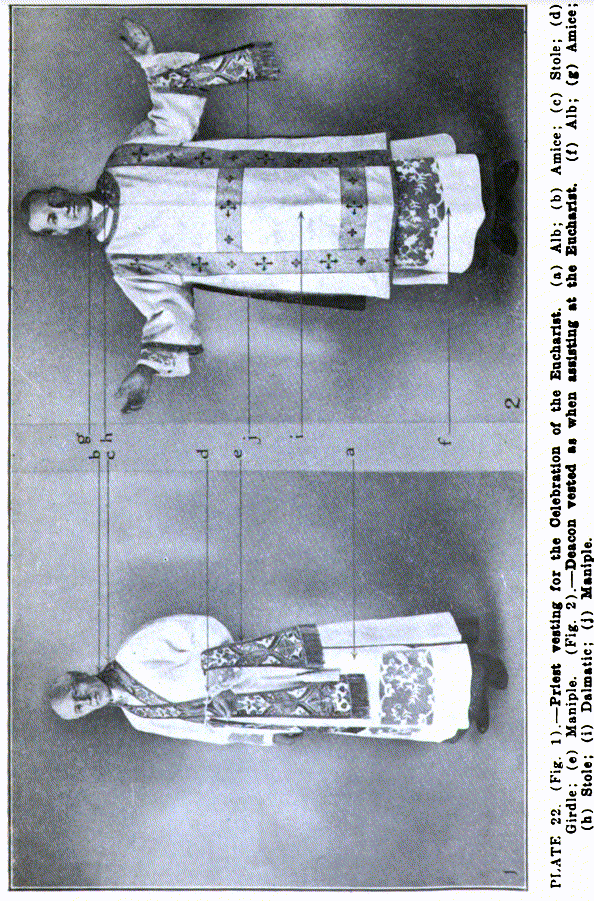 g
b h
c
d
e j
i
a
f
2
1
PLATE 22. (Fig. 1).—Priest vesting for the Celebration of the Eucharist. (a) Alb; (b) Amice; (c) Stole; (d)
Girdle; (e) Maniple. (Fig. 2).—Deacon vested as when assisting at the Eucharist. (f) Alb; (g) Amice;
(h) Stole; (i) Dalmatic; (j) Maniple.